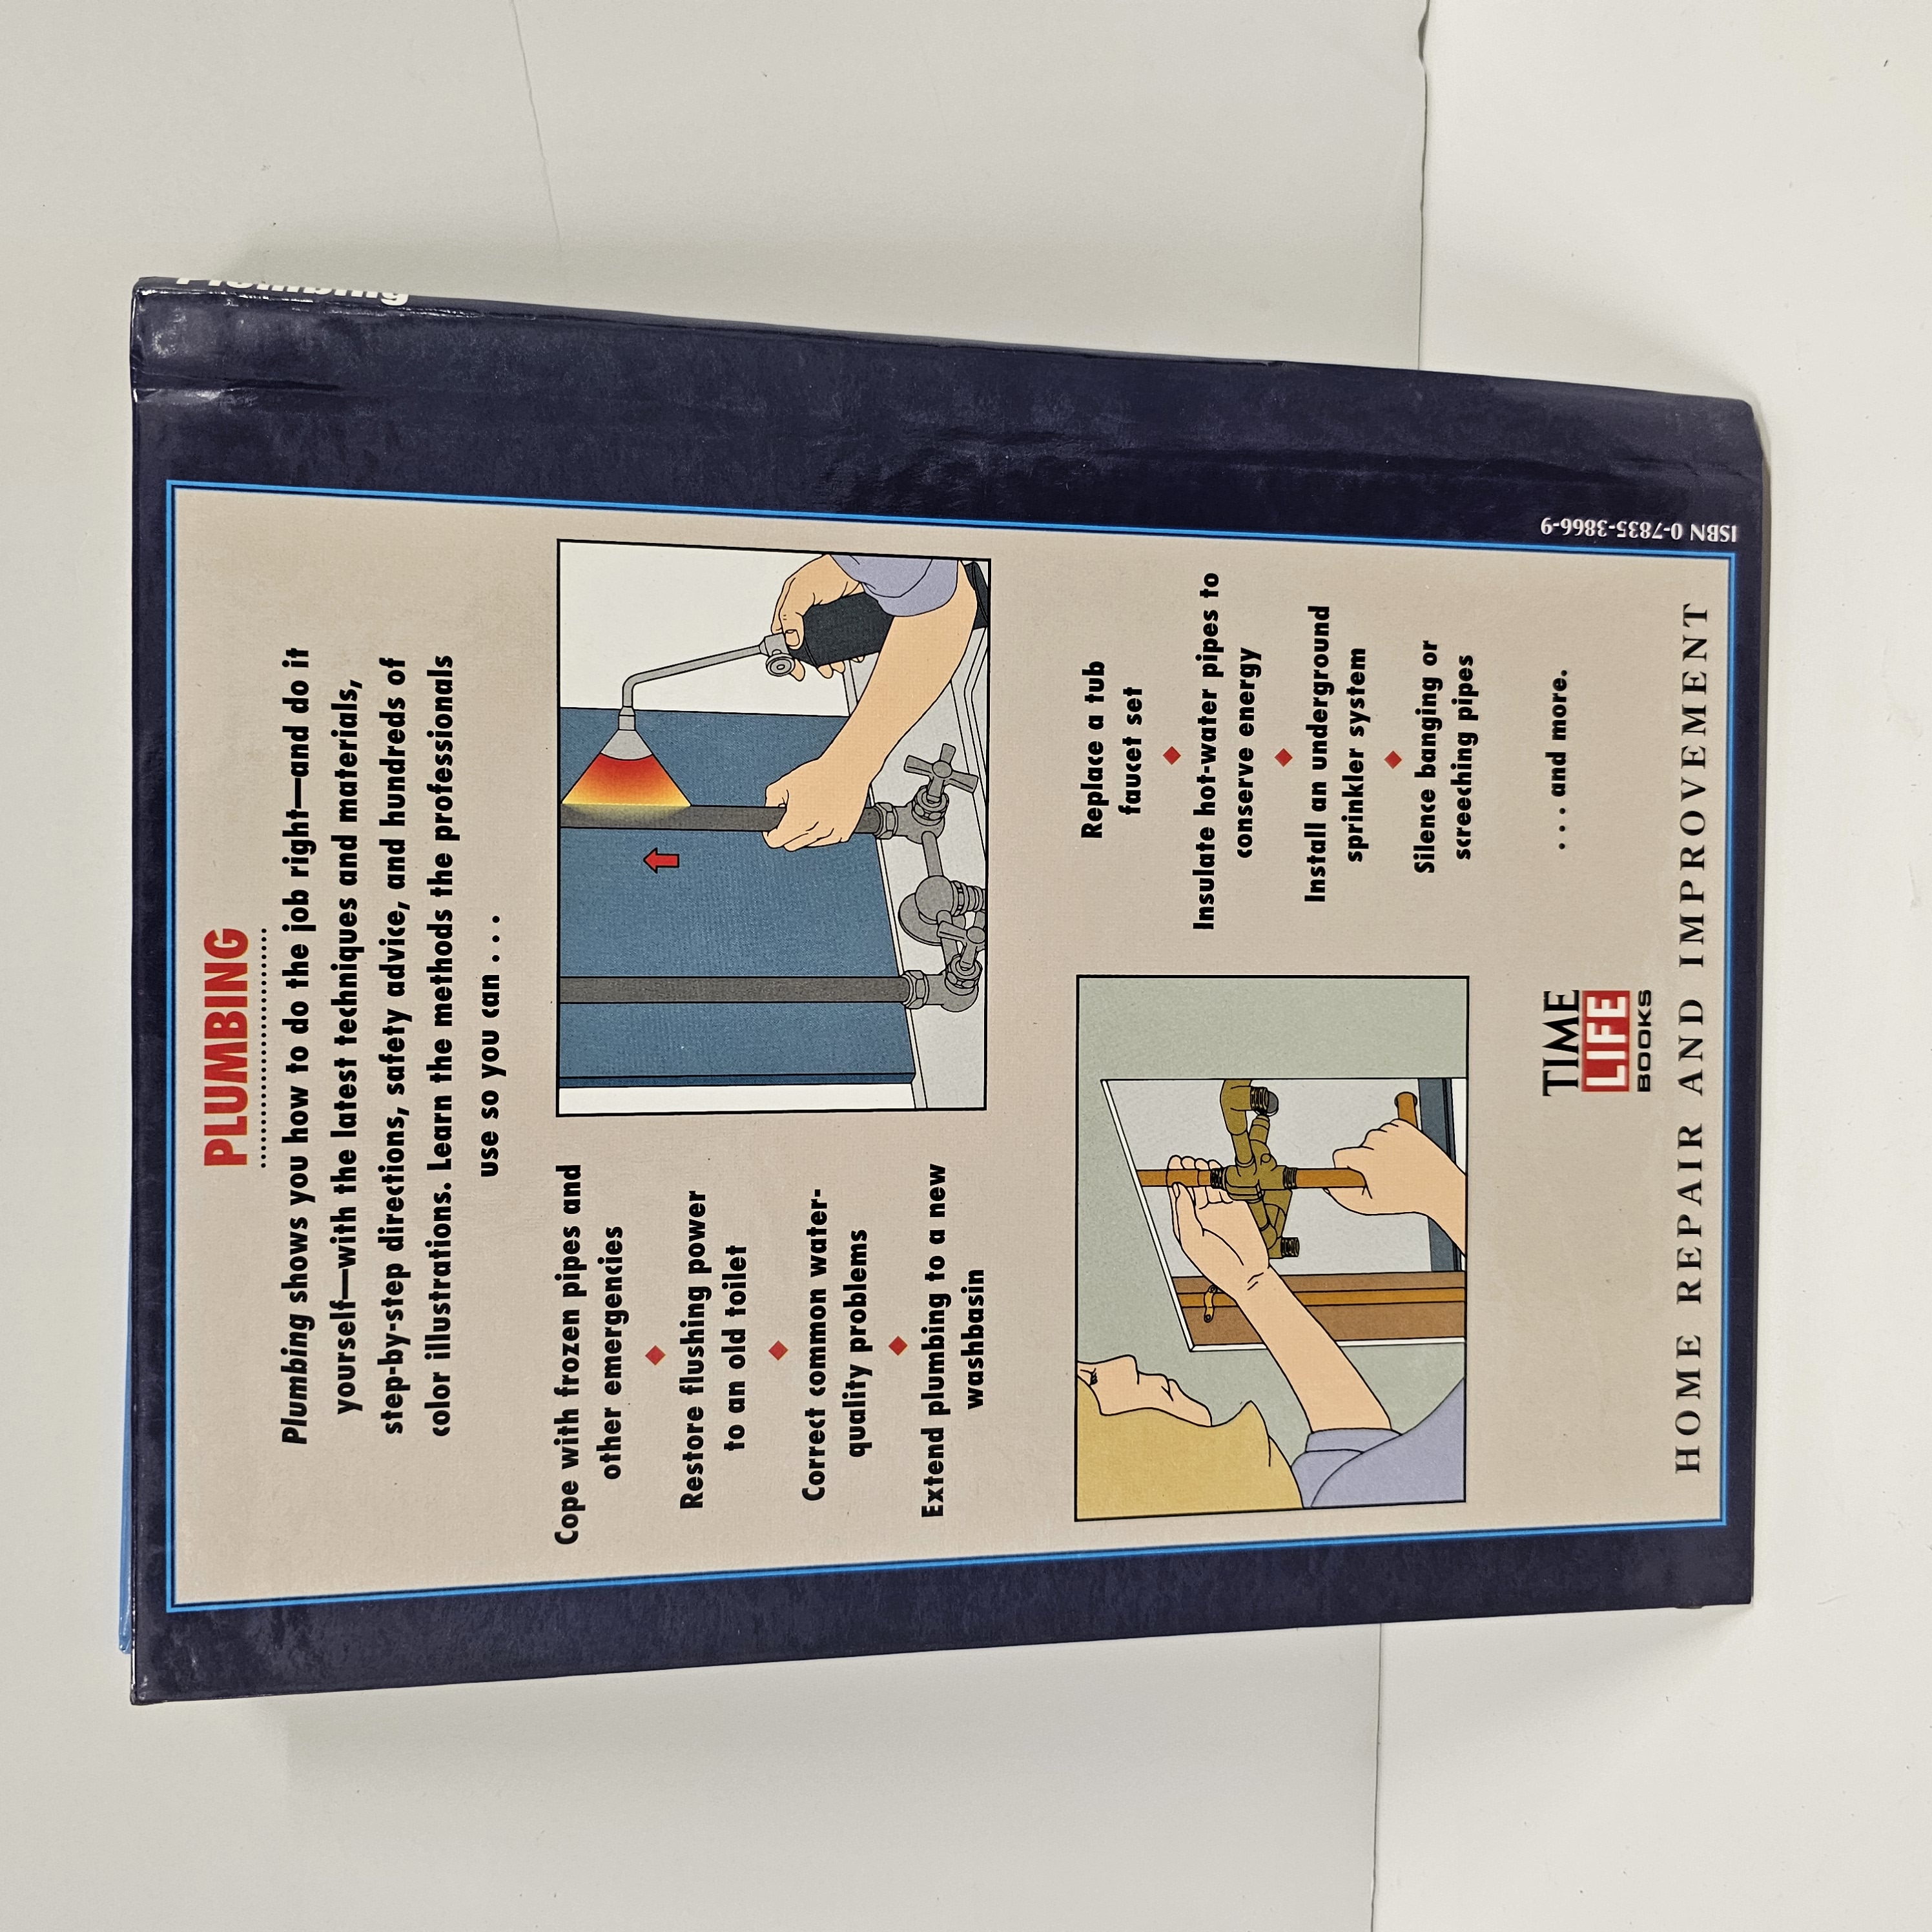 PLUMBING
Plumbing shows you how to do the job right—and do it
yourself—with the latest techniques and materials,
step-by-step directions, safety advice, and hundreds of
color illustrations. Learn the methods the professionals
use so you can . . .
Cope with frozen pipes and
other emergencies
Restore flushing power
to an old toilet
Correct common water-
quality problems
Extend plumbing to a new
washbasin
Replace a tub
faucet set
Insulate hot-water pipes to
conserve energy
Install an underground
sprinkler system
Silence banging or
screeching pipes
. . . and more.
TIME
LIFE
BOOKS
HOME REPAIR AND IMPROVEMENT
ISBN 0-7835-3866-9
Plumbing